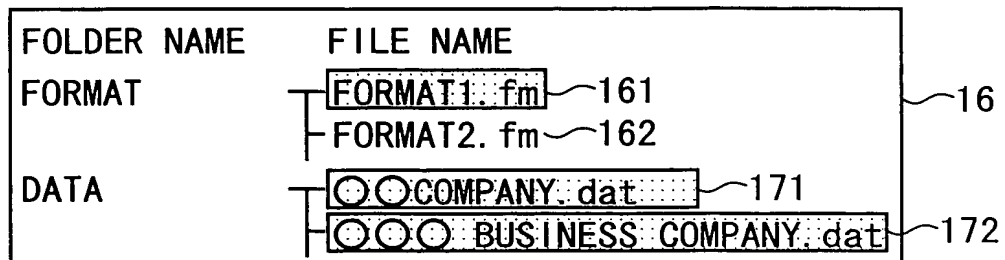 FOLDER NAME FILE NAME
FORMAT FORMAT1.fm 161 16
FORMAT2.fm 162
DATA ○○COMPANY.dat 171
○○○ BUSINESS COMPANY.dat 172